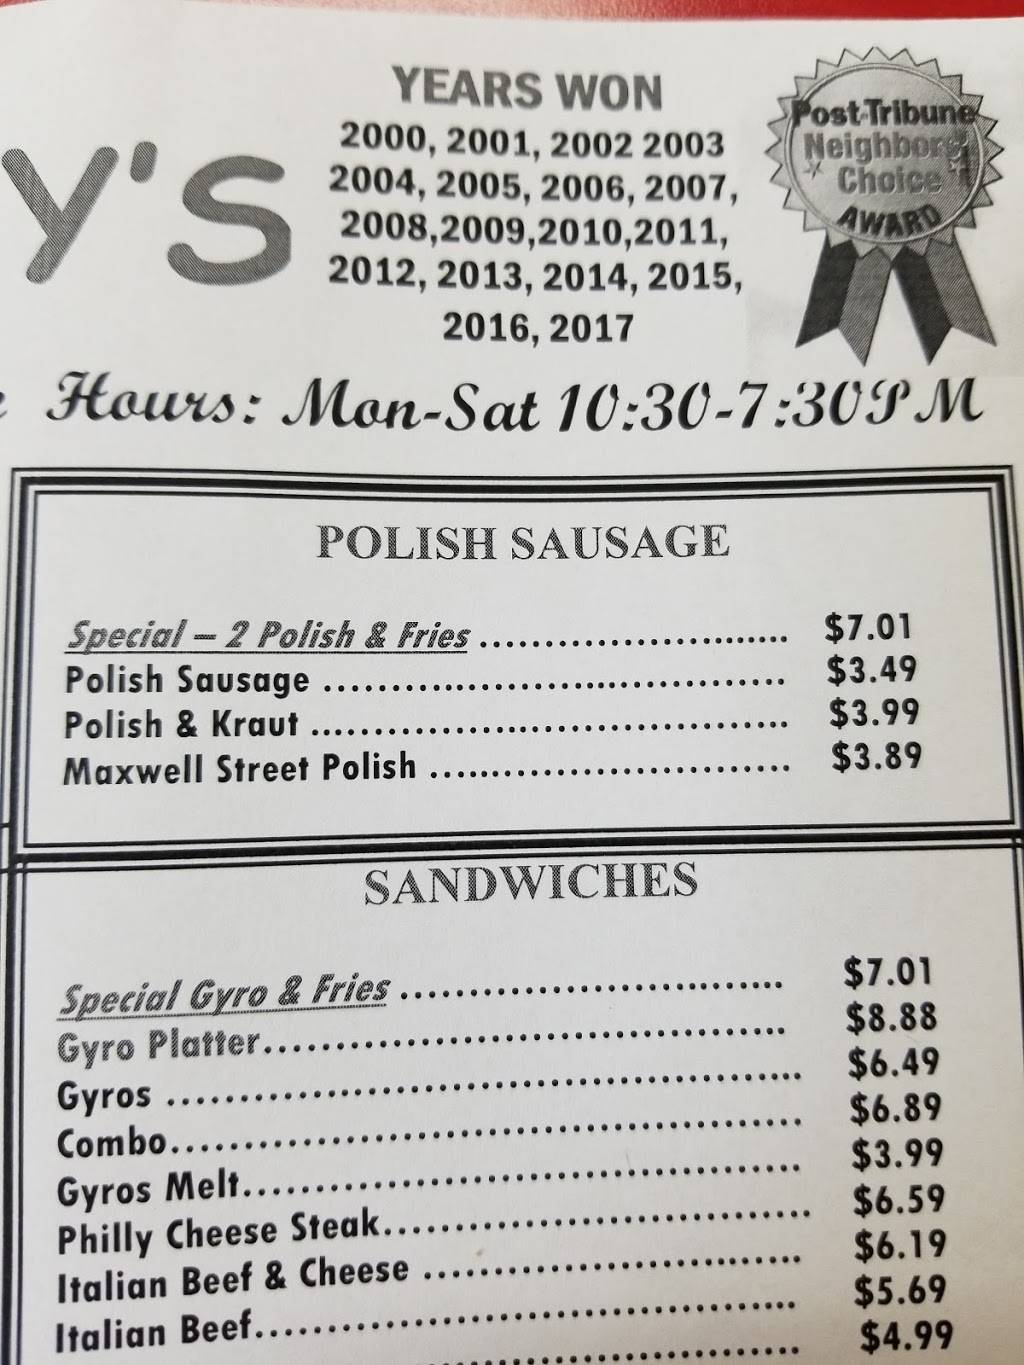 Y'S
YEARS WON
2000, 2001, 2002 2003
2004, 2005, 2006, 2007,
2008,2009,2010,2011,
2012, 2013, 2014, 2015,
2016, 2017
Post-Tribune
Neighbors
Choice
AWARD
Hours: Mon-Sat 10:30-7:30PM
POLISH SAUSAGE
Special – 2 Polish & Fries ........................ $7.01
Polish Sausage .................................. $3.49
Polish & Kraut ................................... $3.99
Maxwell Street Polish .......................... $3.89
SANDWICHES
Special Gyro & Fries ............................ $7.01
Gyro Platter...................................... $8.88
Gyros ............................................. $6.49
Combo............................................. $6.89
Gyros Melt........................................ $3.99
Philly Cheese Steak.............................. $6.59
Italian Beef & Cheese ........................... $6.19
Italian Beef....................................... $5.69
$4.99